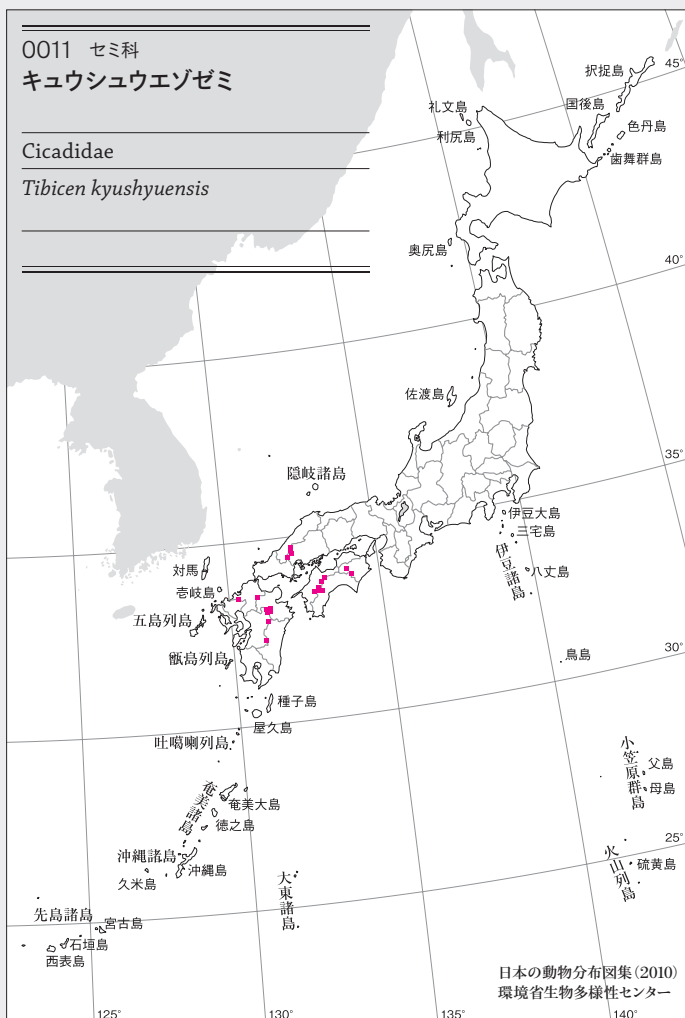 0011 セミ科
キュウシュウエゾゼミ
Cicadidae
Tibicen kyushyuensis
45°
択捉島
国後島
礼文島
色丹島
利尻島
歯舞群島
奥尻島
40°
佐渡島
35°
隠岐諸島
伊豆大島
三宅島
伊豆諸島
八丈島
対馬
壱岐島
五島列島
甑島列島
30°
鳥島
種子島
屋久島
吐噶喇列島
小笠原群島
父島
母島
奄美諸島
奄美大島
徳之島
25°
沖縄諸島
沖縄島
久米島
火山列島
硫黄島
大東諸島
先島諸島
宮古島
石垣島
西表島
日本の動物分布図集(2010)
環境省生物多様性センター
125°
130°
135°
140°